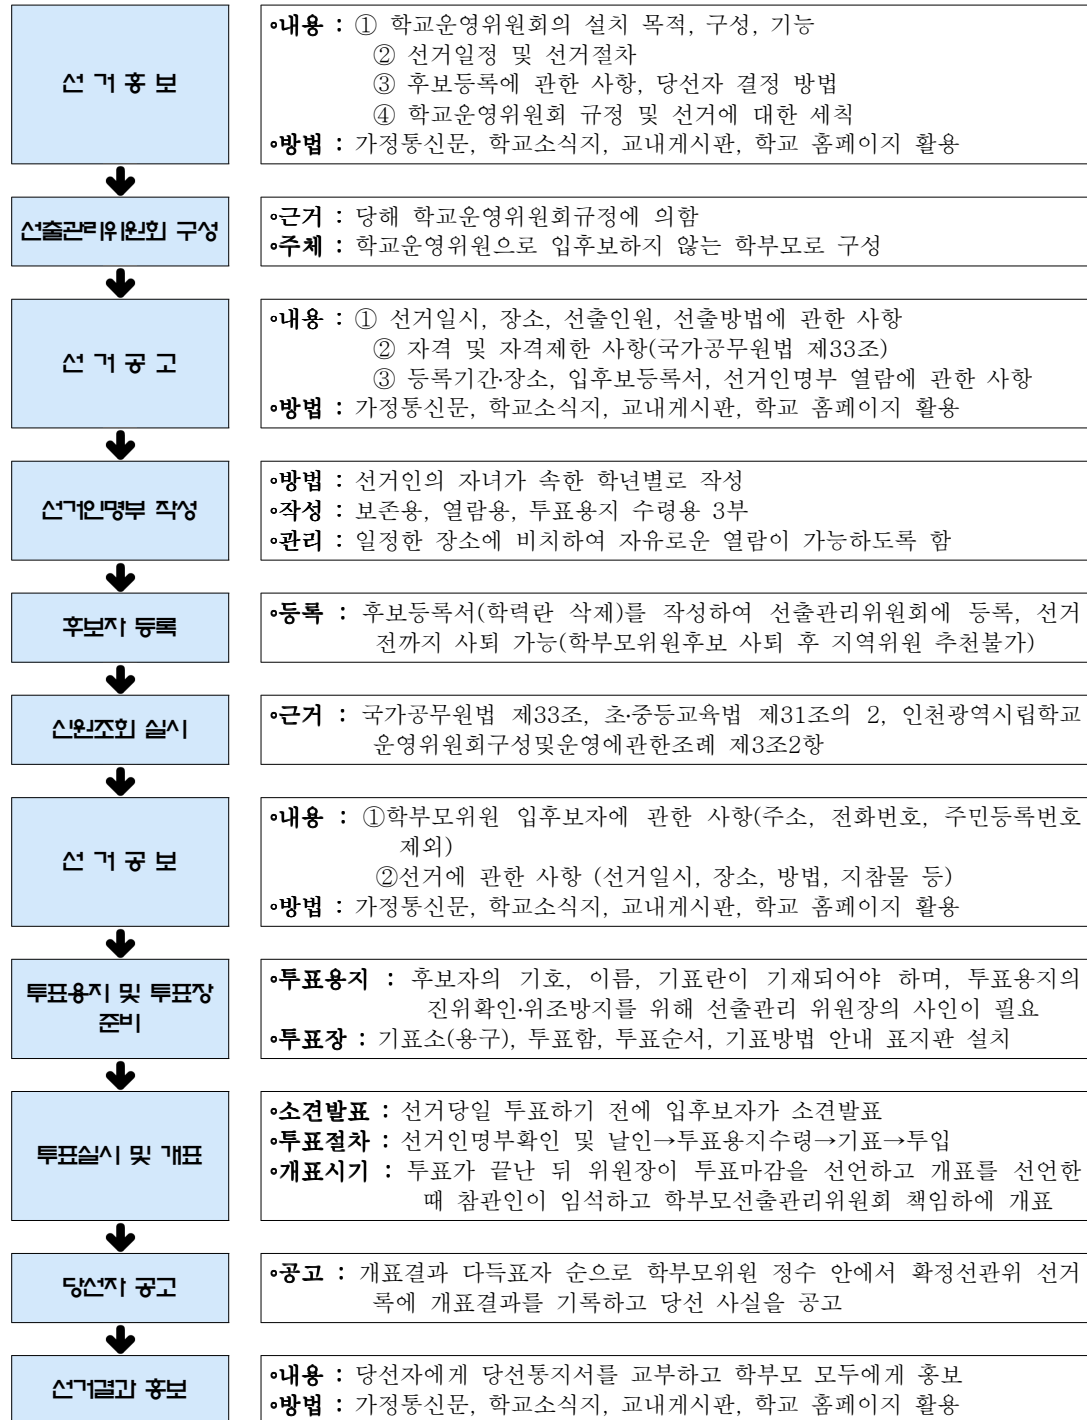 선 거 홍 보
∘내용 : ① 학교운영위원회의 설치 목적, 구성, 기능
② 선거일정 및 선거절차
③ 후보등록에 관한 사항, 당선자 결정 방법
④ 학교운영위원회 규정 및 선거에 대한 세칙
∘방법 : 가정통신문, 학교소식지, 교내게시판, 학교 홈페이지 활용
선출관리위원회 구성
∘근거 : 당해 학교운영위원회규정에 의함
∘주체 : 학교운영위원으로 입후보하지 않는 학부모로 구성
선 거 공 고
∘내용 : ① 선거일시, 장소, 선출인원, 선출방법에 관한 사항
② 자격 및 자격제한 사항(국가공무원법 제33조)
③ 등록기간·장소, 입후보등록서, 선거인명부 열람에 관한 사항
∘방법 : 가정통신문, 학교소식지, 교내게시판, 학교 홈페이지 활용
선거인명부 작성
∘방법 : 선거인의 자녀가 속한 학년별로 작성
∘작성 : 보존용, 열람용, 투표용지 수령용 3부
∘관리 : 일정한 장소에 비치하여 자유로운 열람이 가능하도록 함
후보자 등록
∘등록 : 후보등록서(학력란 삭제)를 작성하여 선출관리위원회에 등록, 선거
전까지 사퇴 가능(학부모위원후보 사퇴 후 지역위원 추천불가)
신원조회 실시
∘근거 : 국가공무원법 제33조, 초·중등교육법 제31조의 2, 인천광역시립학교
운영위원회구성및운영에관한조례 제3조2항
선 거 공 보
∘내용 : ①학부모위원 입후보자에 관한 사항(주소, 전화번호, 주민등록번호
제외)
②선거에 관한 사항 (선거일시, 장소, 방법, 지참물 등)
∘방법 : 가정통신문, 학교소식지, 교내게시판, 학교 홈페이지 활용
투표용지 및 투표장
준비
∘투표용지 : 후보자의 기호, 이름, 기표란이 기재되어야 하며, 투표용지의
진위확인·위조방지를 위해 선출관리 위원장의 사인이 필요
∘투표장 : 기표소(용구), 투표함, 투표순서, 기표방법 안내 표지판 설치
투표실시 및 개표
∘소견발표 : 선거당일 투표하기 전에 입후보자가 소견발표
∘투표절차 : 선거인명부확인 및 날인→투표용지수령→기표→투입
∘개표시기 : 투표가 끝난 뒤 위원장이 투표마감을 선언하고 개표를 선언한
때 참관인이 임석하고 학부모선출관리위원회 책임하에 개표
당선자 공고
∘공고 : 개표결과 다득표자 순으로 학부모위원 정수 안에서 확정선관위 선거
록에 개표결과를 기록하고 당선 사실을 공고
선거결과 홍보
∘내용 : 당선자에게 당선통지서를 교부하고 학부모 모두에게 홍보
∘방법 : 가정통신문, 학교소식지, 교내게시판, 학교 홈페이지 활용